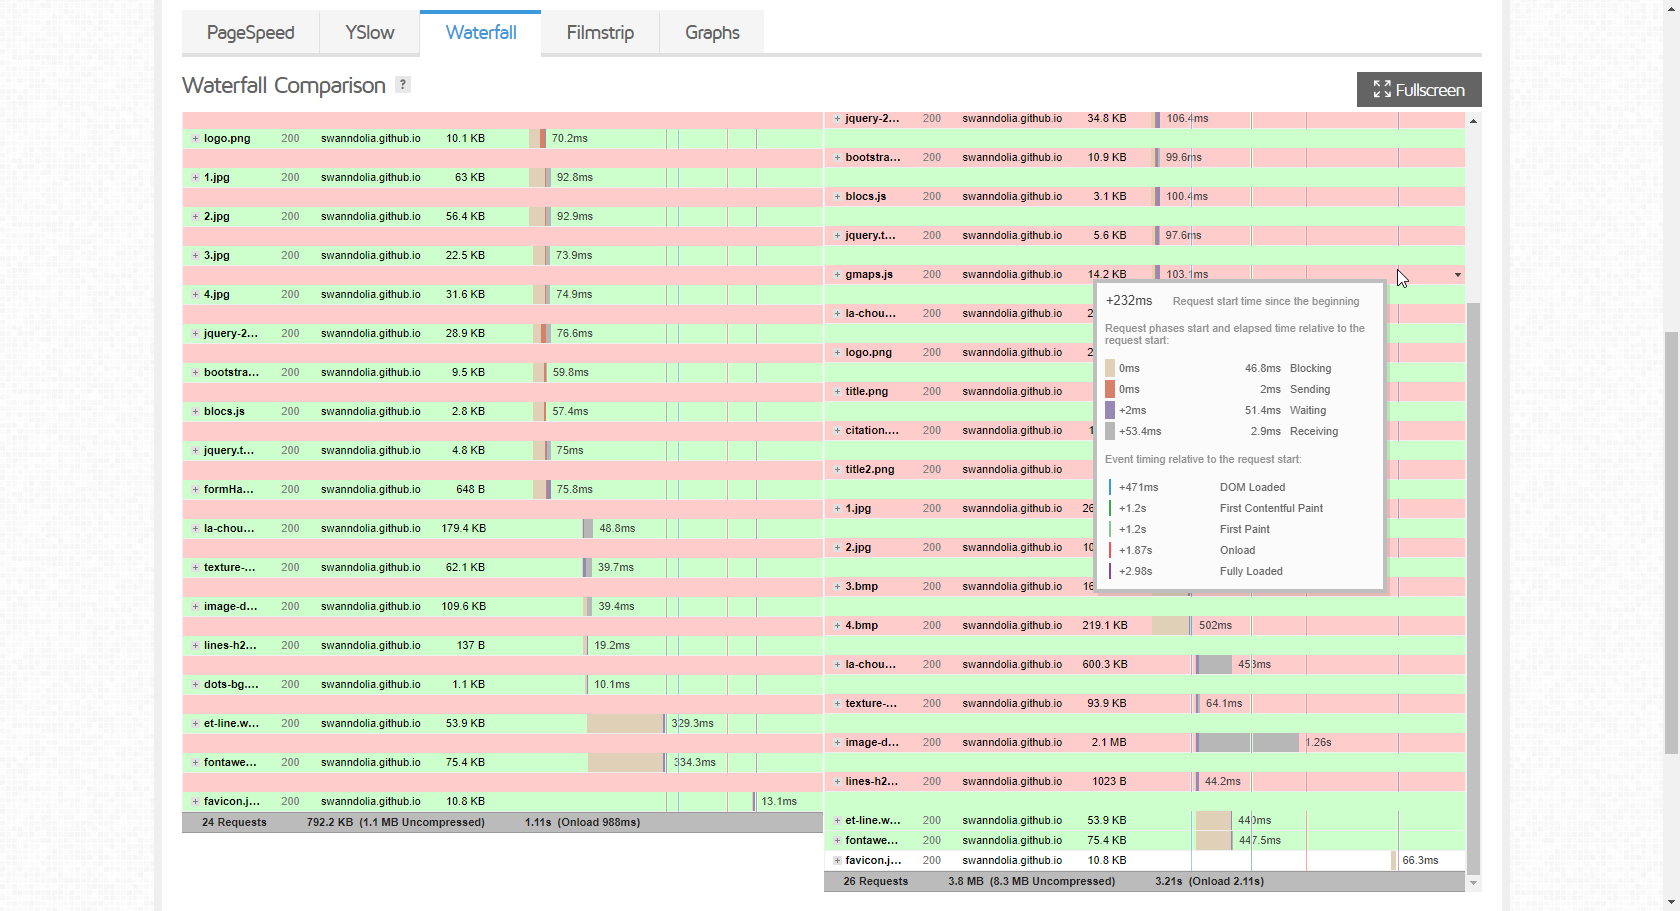 PageSpeed YSlow Waterfall Filmstrip Graphs
Waterfall Comparison ?
Fullscreen
+ logo.png 200 swanndolia.github.io 10.1 KB 70.2ms
+ 1.jpg 200 swanndolia.github.io 63 KB 92.8ms
+ 2.jpg 200 swanndolia.github.io 56.4 KB 92.9ms
+ 3.jpg 200 swanndolia.github.io 22.5 KB 73.9ms
+ 4.jpg 200 swanndolia.github.io 31.6 KB 74.9ms
+ jquery-2... 200 swanndolia.github.io 28.9 KB 76.6ms
+ bootstra... 200 swanndolia.github.io 9.5 KB 59.8ms
+ blocs.js 200 swanndolia.github.io 2.8 KB 57.4ms
+ jquery.t... 200 swanndolia.github.io 4.8 KB 75ms
+ formHa... 200 swanndolia.github.io 648 B 75.8ms
+ la-chou... 200 swanndolia.github.io 179.4 KB 48.8ms
+ texture-... 200 swanndolia.github.io 62.1 KB 39.7ms
+ image-d... 200 swanndolia.github.io 109.6 KB 39.4ms
+ lines-h2... 200 swanndolia.github.io 137 B 19.2ms
+ dots-bg.... 200 swanndolia.github.io 1.1 KB 10.1ms
+ et-line.w... 200 swanndolia.github.io 53.9 KB 329.3ms
+ fontawe... 200 swanndolia.github.io 75.4 KB 334.3ms
+ favicon.j... 200 swanndolia.github.io 10.8 KB 13.1ms
24 Requests 792.2 KB (1.1 MB Uncompressed) 1.11s (Onload 988ms)
+ jquery-2... 200 swanndolia.github.io 34.8 KB 106.4ms
+ bootstra... 200 swanndolia.github.io 10.9 KB 99.6ms
+ blocs.js 200 swanndolia.github.io 3.1 KB 100.4ms
+ jquery.t... 200 swanndolia.github.io 5.6 KB 97.6ms
+ gmaps.js 200 swanndolia.github.io 14.2 KB 103.1ms
+ la-chou... 200 swanndolia.github.io 2
+ logo.png 200 swanndolia.github.io 2
+ title.png 200 swanndolia.github.io
+ citation.... 200 swanndolia.github.io 1
+ title2.png 200 swanndolia.github.io
+ 1.jpg 200 swanndolia.github.io 26
+ 2.jpg 200 swanndolia.github.io 10
+ 3.bmp 200 swanndolia.github.io 16
+ 4.bmp 200 swanndolia.github.io 219.1 KB 502ms
+ la-chou... 200 swanndolia.github.io 600.3 KB 453ms
+ texture-... 200 swanndolia.github.io 93.9 KB 64.1ms
+ image-d... 200 swanndolia.github.io 2.1 MB 1.26s
+ lines-h2... 200 swanndolia.github.io 1023 B 44.2ms
+ et-line.w... 200 swanndolia.github.io 53.9 KB 440ms
+ fontawe... 200 swanndolia.github.io 75.4 KB 447.5ms
+ favicon.j... 200 swanndolia.github.io 10.8 KB 66.3ms
26 Requests 3.8 MB (8.3 MB Uncompressed) 3.21s (Onload 2.11s)
+232ms Request start time since the beginning
Request phases start and elapsed time relative to the
request start:
0ms 46.8ms Blocking
0ms 2ms Sending
+2ms 51.4ms Waiting
+53.4ms 2.9ms Receiving
Event timing relative to the request start:
+471ms DOM Loaded
+1.2s First Contentful Paint
+1.2s First Paint
+1.87s Onload
+2.98s Fully Loaded